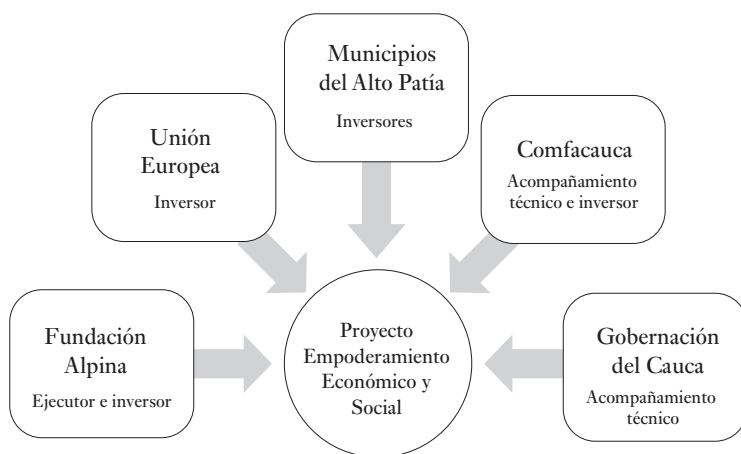 Municipios
del Alto Patía
Inversores
Unión
Europea
Inversor
Comfacauca
Acompañamiento
técnico e inversor
Fundación
Alpina
Ejecutor e inversor
Proyecto
Empoderamiento
Económico y
Social
Gobernación
del Cauca
Acompañamiento
técnico